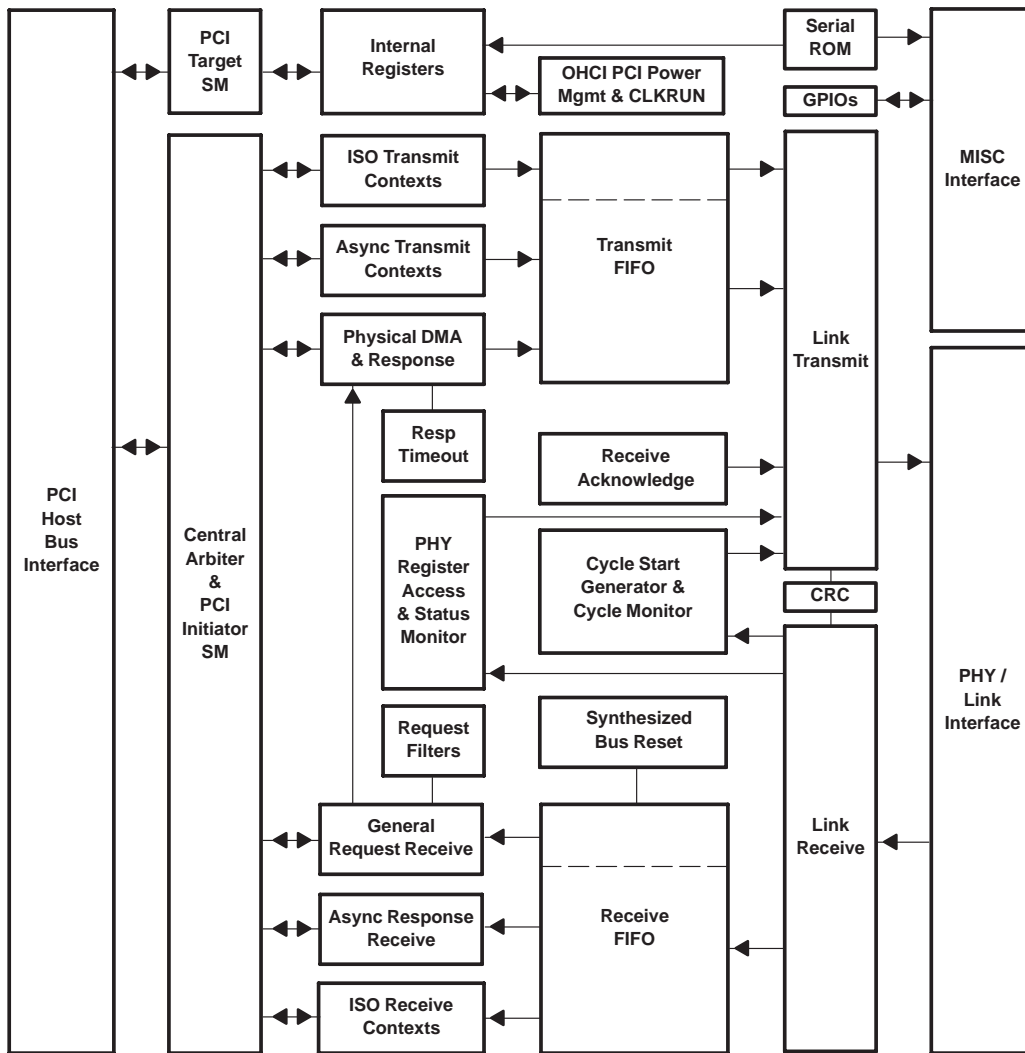 PCI
Target
SM
Internal
Registers
Serial
ROM
OHCI PCI Power
Mgmt & CLKRUN
GPIOs
ISO Transmit
Contexts
MISC
Interface
Async Transmit
Contexts
Transmit
FIFO
Physical DMA
& Response
Link
Transmit
Resp
Timeout
Receive
Acknowledge
PCI
Host
Bus
Interface
Central
Arbiter
&
PCI
Initiator
SM
PHY
Register
Access
& Status
Monitor
Cycle Start
Generator &
Cycle Monitor
CRC
PHY /
Link
Interface
Request
Filters
Synthesized
Bus Reset
General
Request Receive
Link
Receive
Async Response
Receive
Receive
FIFO
ISO Receive
Contexts